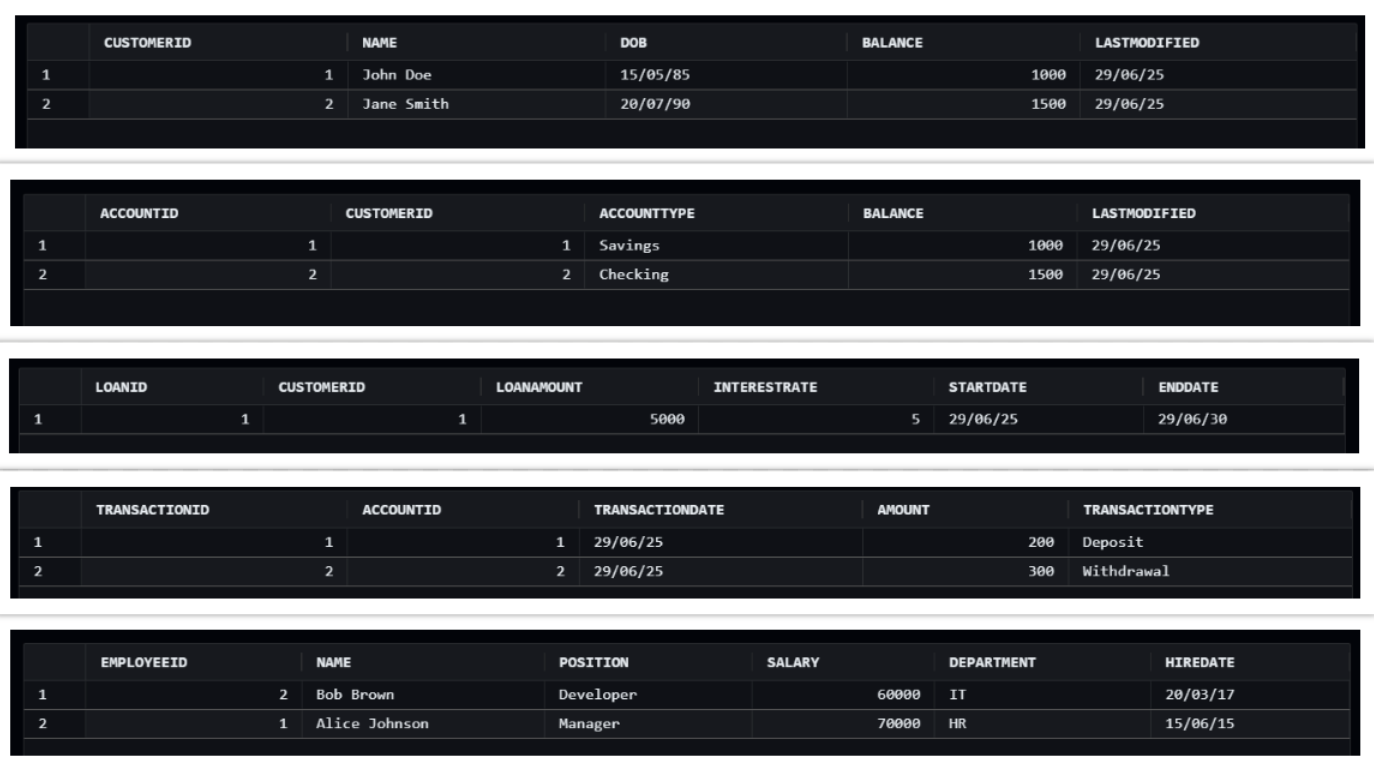 CUSTOMERID NAME DOB BALANCE LASTMODIFIED
1 1 John Doe 15/05/85 1000 29/06/25
2 2 Jane Smith 20/07/90 1500 29/06/25
ACCOUNTID CUSTOMERID ACCOUNTTYPE BALANCE LASTMODIFIED
1 1 1 Savings 1000 29/06/25
2 2 2 Checking 1500 29/06/25
LOANID CUSTOMERID LOANAMOUNT INTERESTRATE STARTDATE ENDDATE
1 1 1 5000 5 29/06/25 29/06/30
TRANSACTIONID ACCOUNTID TRANSACTIONDATE AMOUNT TRANSACTIONTYPE
1 1 1 29/06/25 200 Deposit
2 2 2 29/06/25 300 Withdrawal
EMPLOYEEID NAME POSITION SALARY DEPARTMENT HIREDATE
1 2 Bob Brown Developer 60000 IT 20/03/17
2 1 Alice Johnson Manager 70000 HR 15/06/15